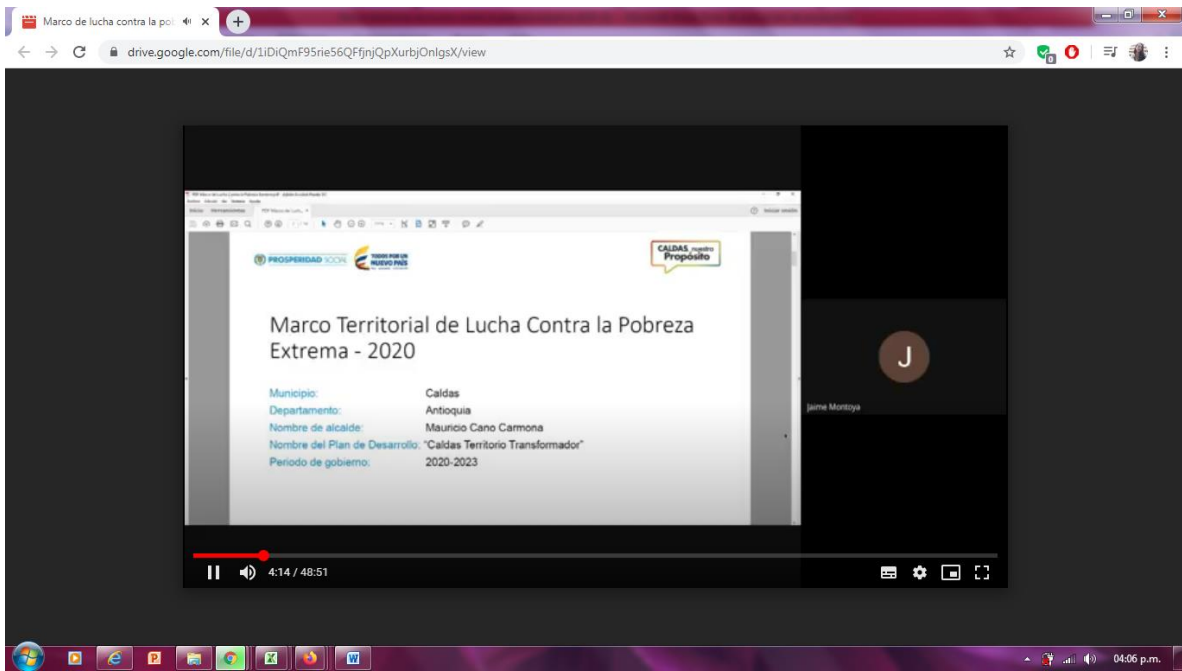 Marco de lucha contra la pol
drive.google.com/file/d/1iDiQmF95rie56QFfjnjQpXurbjOnIgsX/view
0
PROSPERIDAD SOCIAL
TODOS POR UN
NUEVO PAÍS
CALDAS nuestro
Propósito
Marco Territorial de Lucha Contra la Pobreza
Extrema - 2020
Municipio: Caldas
Departamento: Antioquia
Nombre de alcalde: Mauricio Cano Carmona
Nombre del Plan de Desarrollo: "Caldas Territorio Transformador"
Periodo de gobierno: 2020-2023
J
Jaime Montoya
4:14 / 48:51
04:06 p.m.